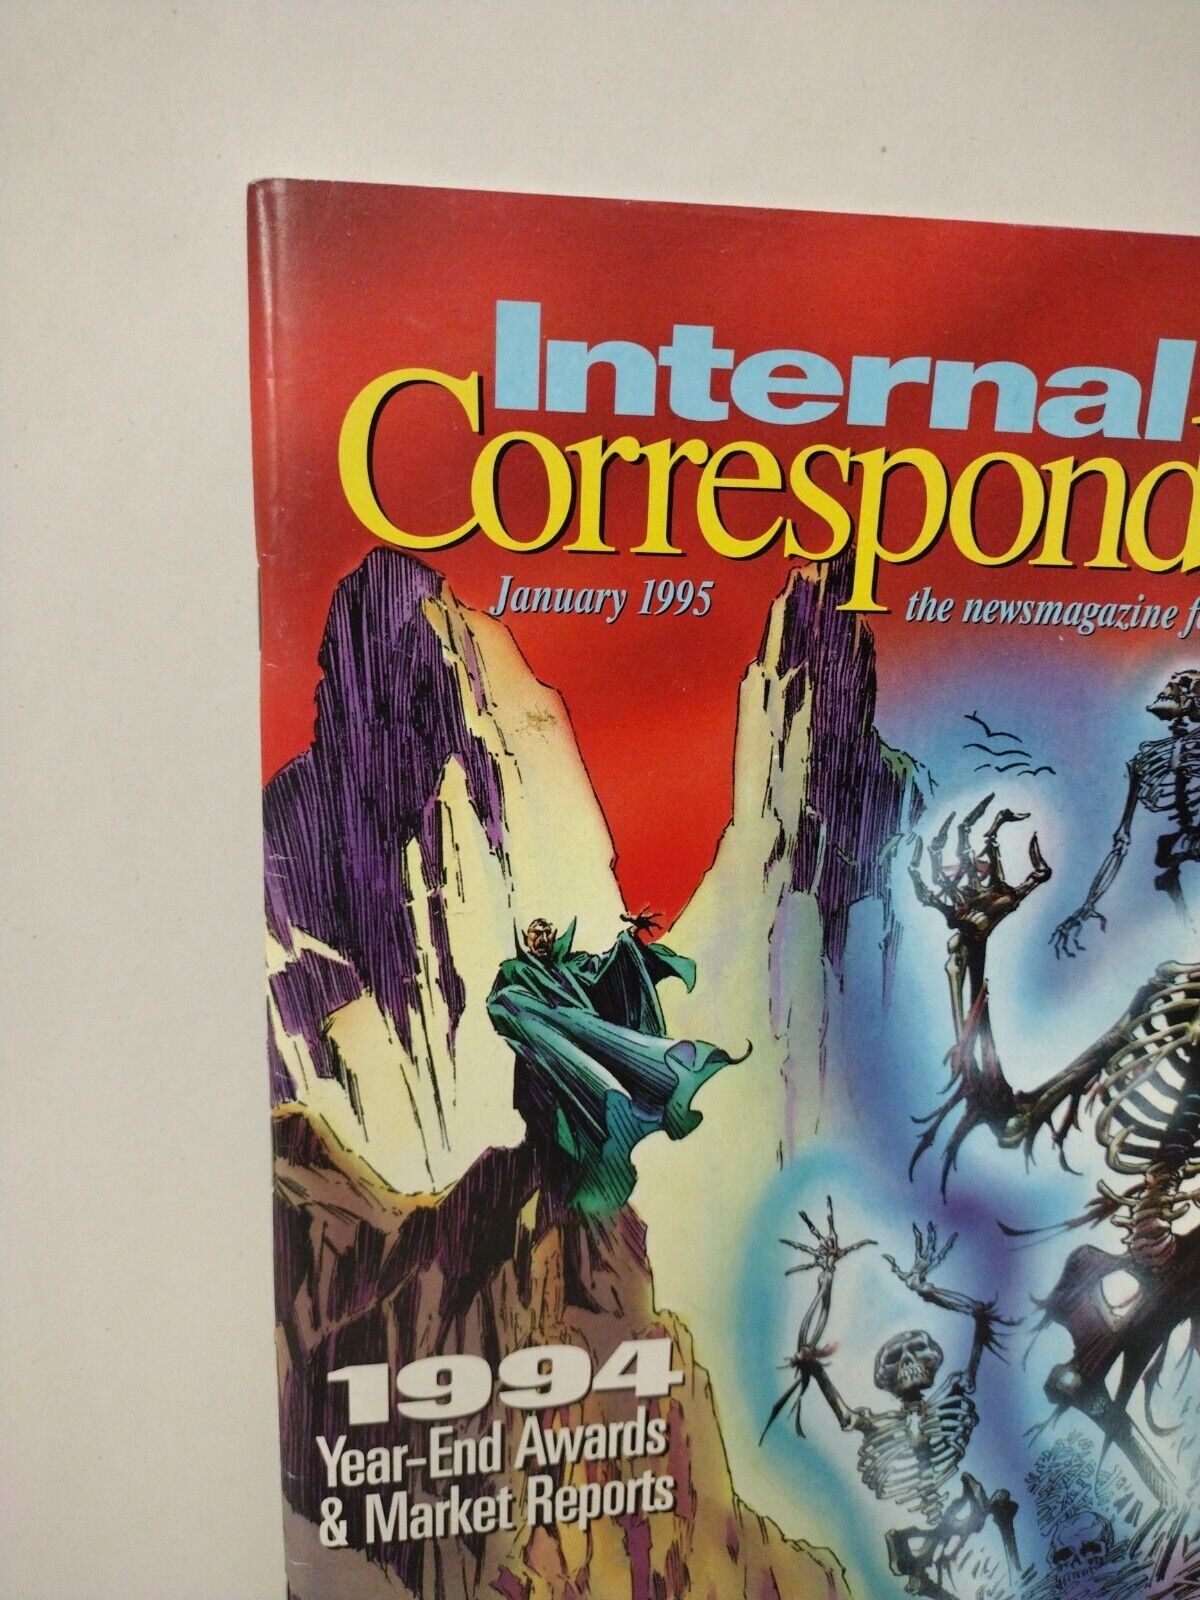 Internal
Correspond
January 1995
the newsmagazine
1994
Year-End Awards
& Market Reports